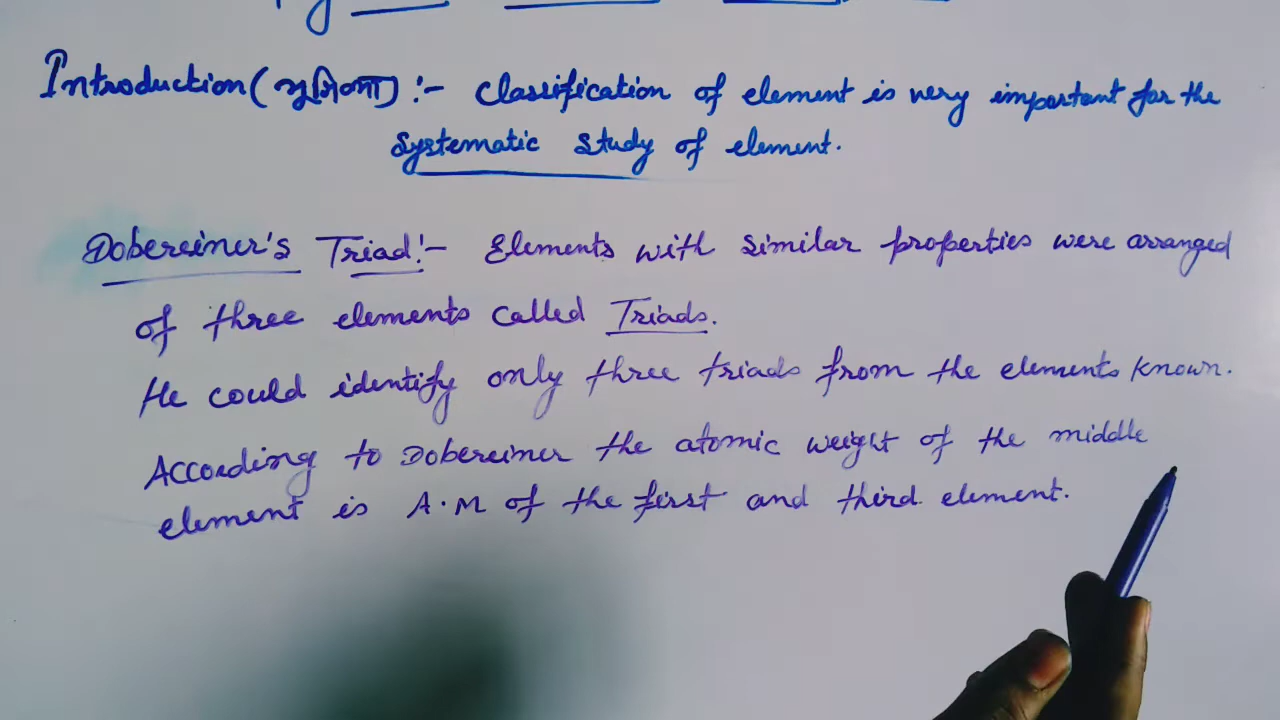 Introduction (ভূমিকা) :- Classification of element is very important for the
systematic study of element.
Dobereiner's Triad :- Elements with similar properties were arranged
of three elements called Triads.
He could identify only three triads from the elements known.
According to Dobereiner the atomic weight of the middle
element is A.M of the first and third element.